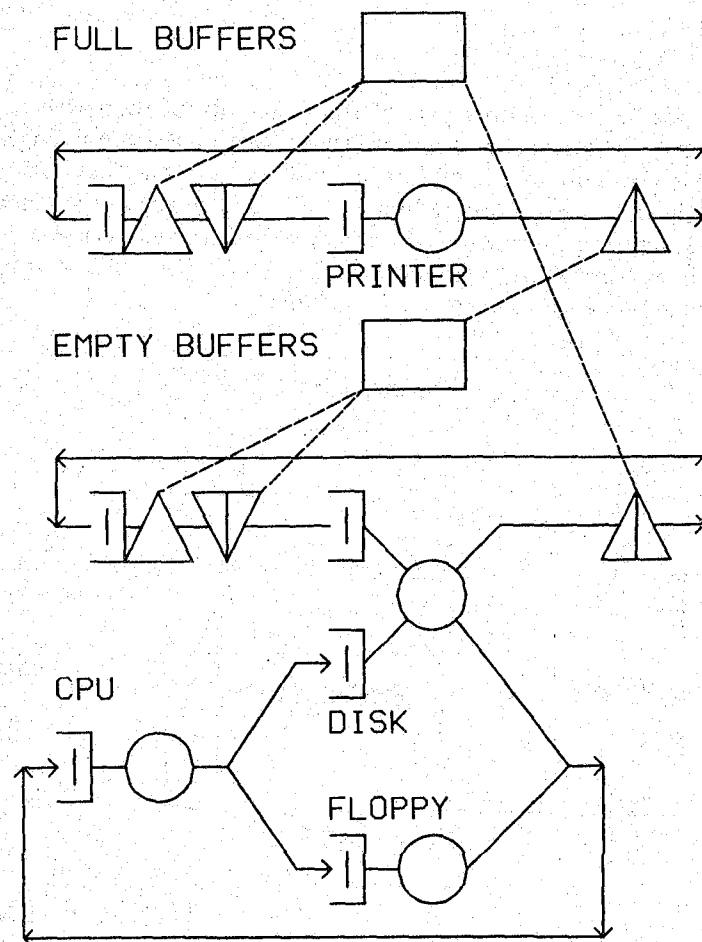 FULL BUFFERS
PRINTER
EMPTY BUFFERS
CPU
DISK
FLOPPY